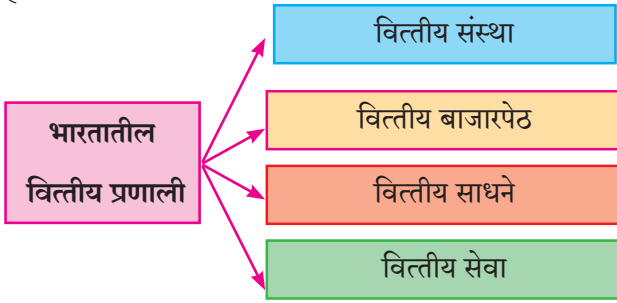 वित्तीय संस्था
वित्तीय बाजारपेठ
भारतातील
वित्तीय प्रणाली
वित्तीय साधने
वित्तीय सेवा